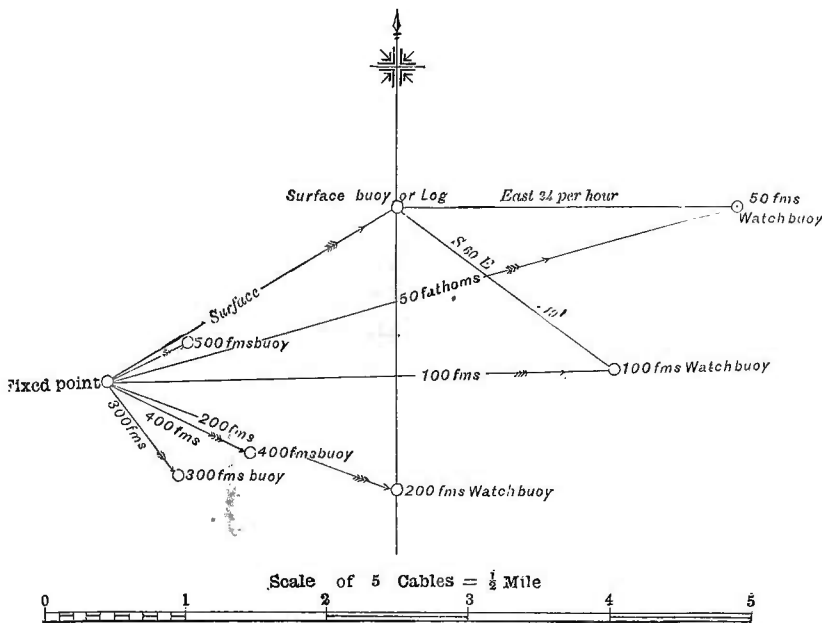 Surface buoy or Log
East 24 per hour
50 fms
Watch buoy
S 60 E
.19'
50 fathoms
Surface
500 fms buoy
Fixed point
100 fms
100 fms Watch buoy
200 fms
400 fms
300 fms
400 fms buoy
300 fms buoy
200 fms Watch buoy
Scale of 5 Cables = ½ Mile
0 1 2 3 4 5